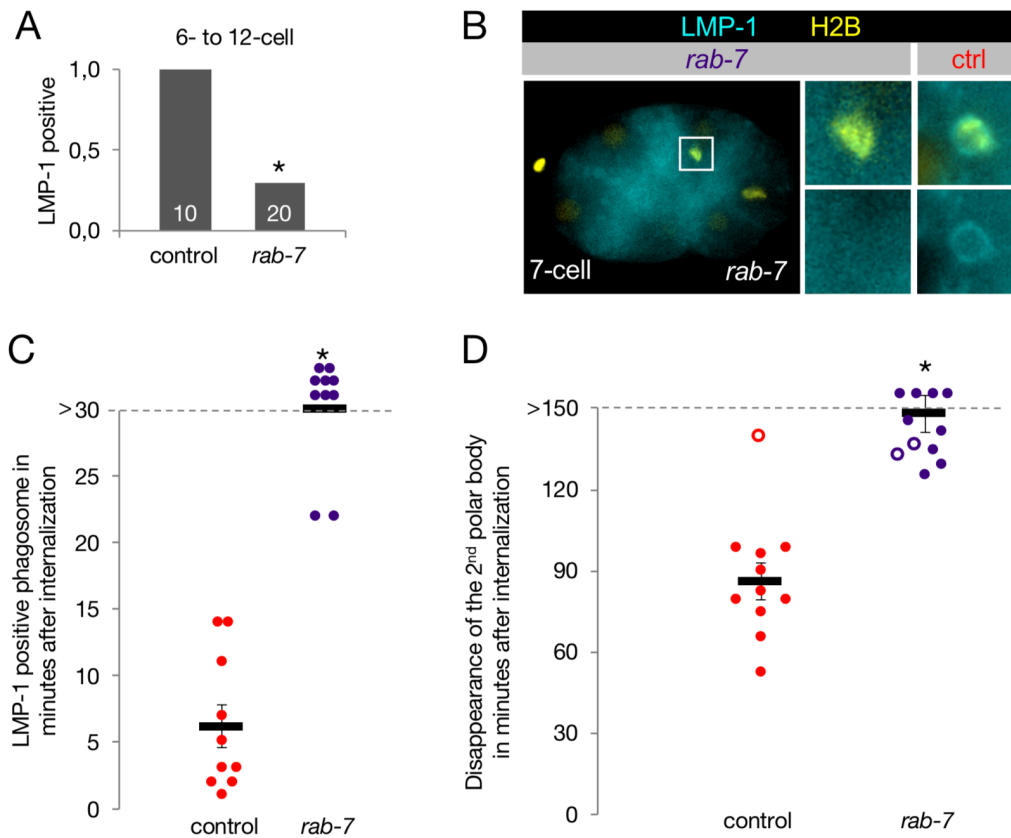 A
6- to 12-cell
LMP-1 positive
1,0
0,5
0,0
10
20
*
control
rab-7
B
LMP-1 H2B
rab-7
ctrl
7-cell
rab-7
C
LMP-1 positive phagosome in
minutes after internalization
>30
25
20
15
10
5
0
*
control
rab-7
D
Disappearance of the 2nd polar body
in minutes after internalization
>150
120
90
60
30
0
*
control
rab-7